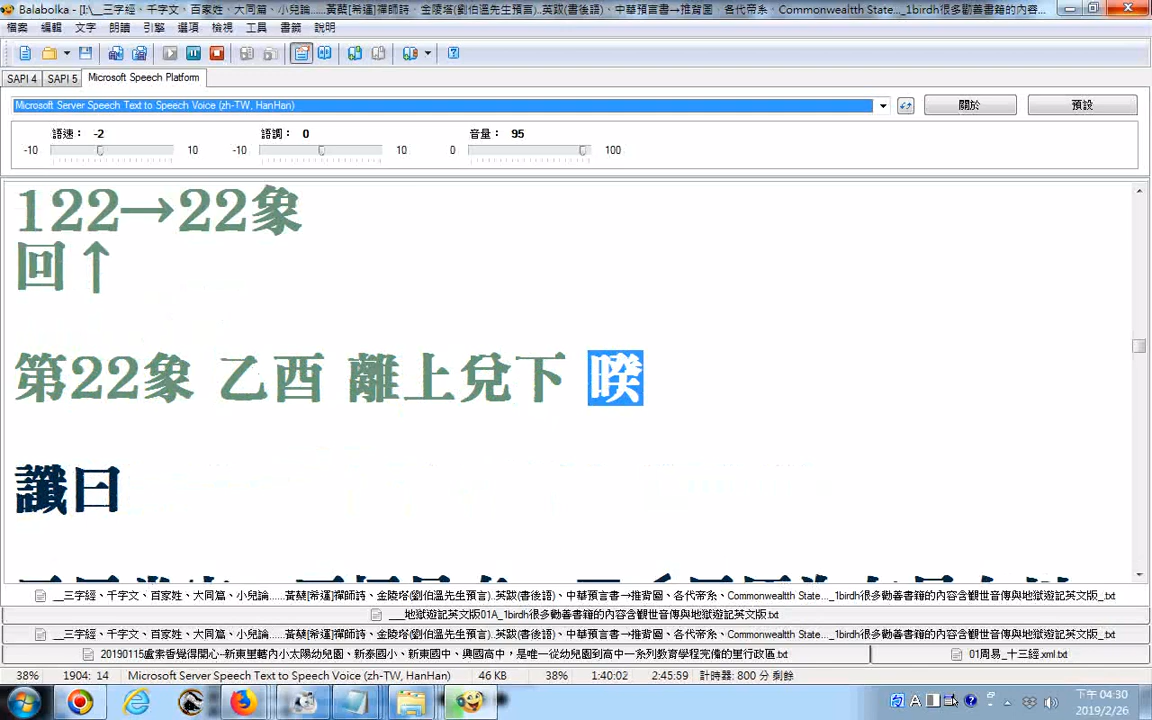 Balabolka - [I:\__三字經、千字文、百家姓、大同篇、小兒論.....黃蘗[希運]禪師詩、金陵塔(劉伯溫先生預言)..英猌(書後語)、中華預言書→推背圖、各代帝系、Commonwealtth State..._1birdh很多勸善書籍的內容含觀世音傳與地獄遊記英文...
檔案 編輯 文字 朗讀 引擎 選項 檢視 工具 書籤 說明
SAPI 4 SAPI 5 Microsoft Speech Platform
Microsoft Server Speech Text to Speech Voice (zh-TW, HanHan) 關於 預設
語速： -2 語調： 0 音量： 95
-10 10 -10 10 0 100
122→22象
回↑
第22象 乙酉 離上兌下 睽
讖曰
__三字經、千字文、百家姓、大同篇、小兒論......黃蘗[希運]禪師詩、金陵塔(劉伯溫先生預言)..英猌(書後語)、中華預言書→推背圖、各代帝系、Commonwealtth State..._1birdh很多勸善書籍的內容含觀世音傳與地獄遊記英文版_.txt
___地獄遊記英文版01A_1birdh很多勸善書籍的內容含觀世音傳與地獄遊記英文版.txt
__三字經、千字文、百家姓、大同篇、小兒論......黃蘗[希運]禪師詩、金陵塔(劉伯溫先生預言)..英猌(書後語)、中華預言書→推背圖、各代帝系、Commonwealtth State..._1birdh很多勸善書籍的內容含觀世音傳與地獄遊記英文版_.txt
20190115盧素香覺得開心--新東里轄內小太陽幼兒園、新泰國小、新東國中、興國高中，是唯一從幼兒園到高中一系列教育學程完備的里行政區.txt 01周易_十三經.xml.txt
38% 1904: 14 Microsoft Server Speech Text to Speech Voice (zh-TW, HanHan) 46 KB 38% 1:40:02 2:45:59 計時器: 800 分 剩餘
下午 04:30
2019/2/26